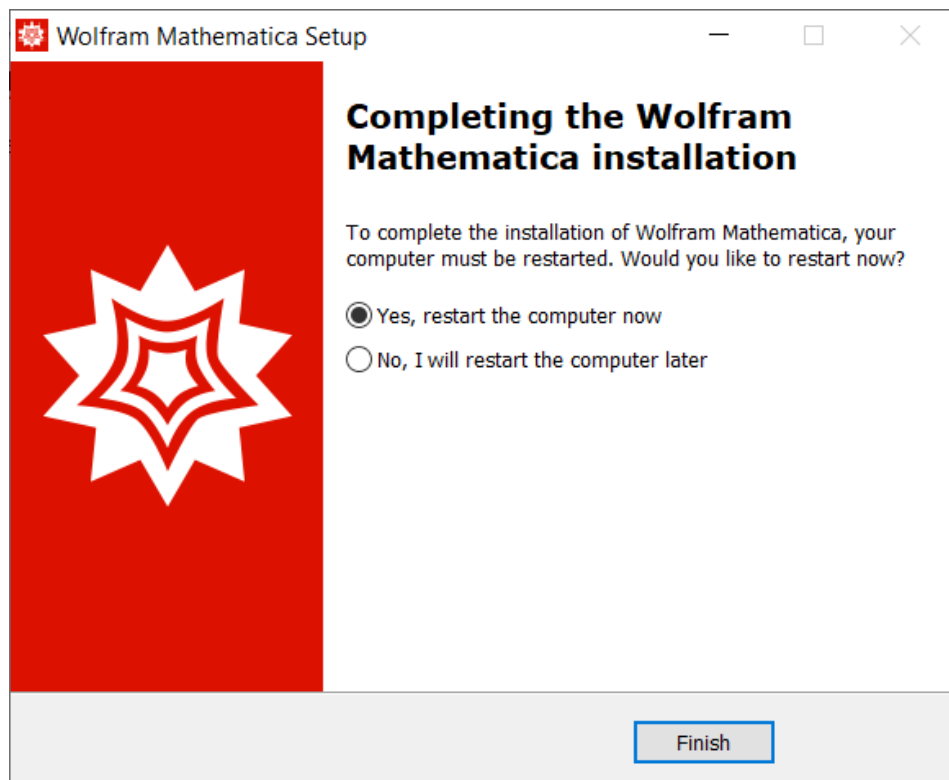 Wolfram Mathematica Setup
Completing the Wolfram
Mathematica installation
To complete the installation of Wolfram Mathematica, your
computer must be restarted. Would you like to restart now?
Yes, restart the computer now
No, I will restart the computer later
Finish